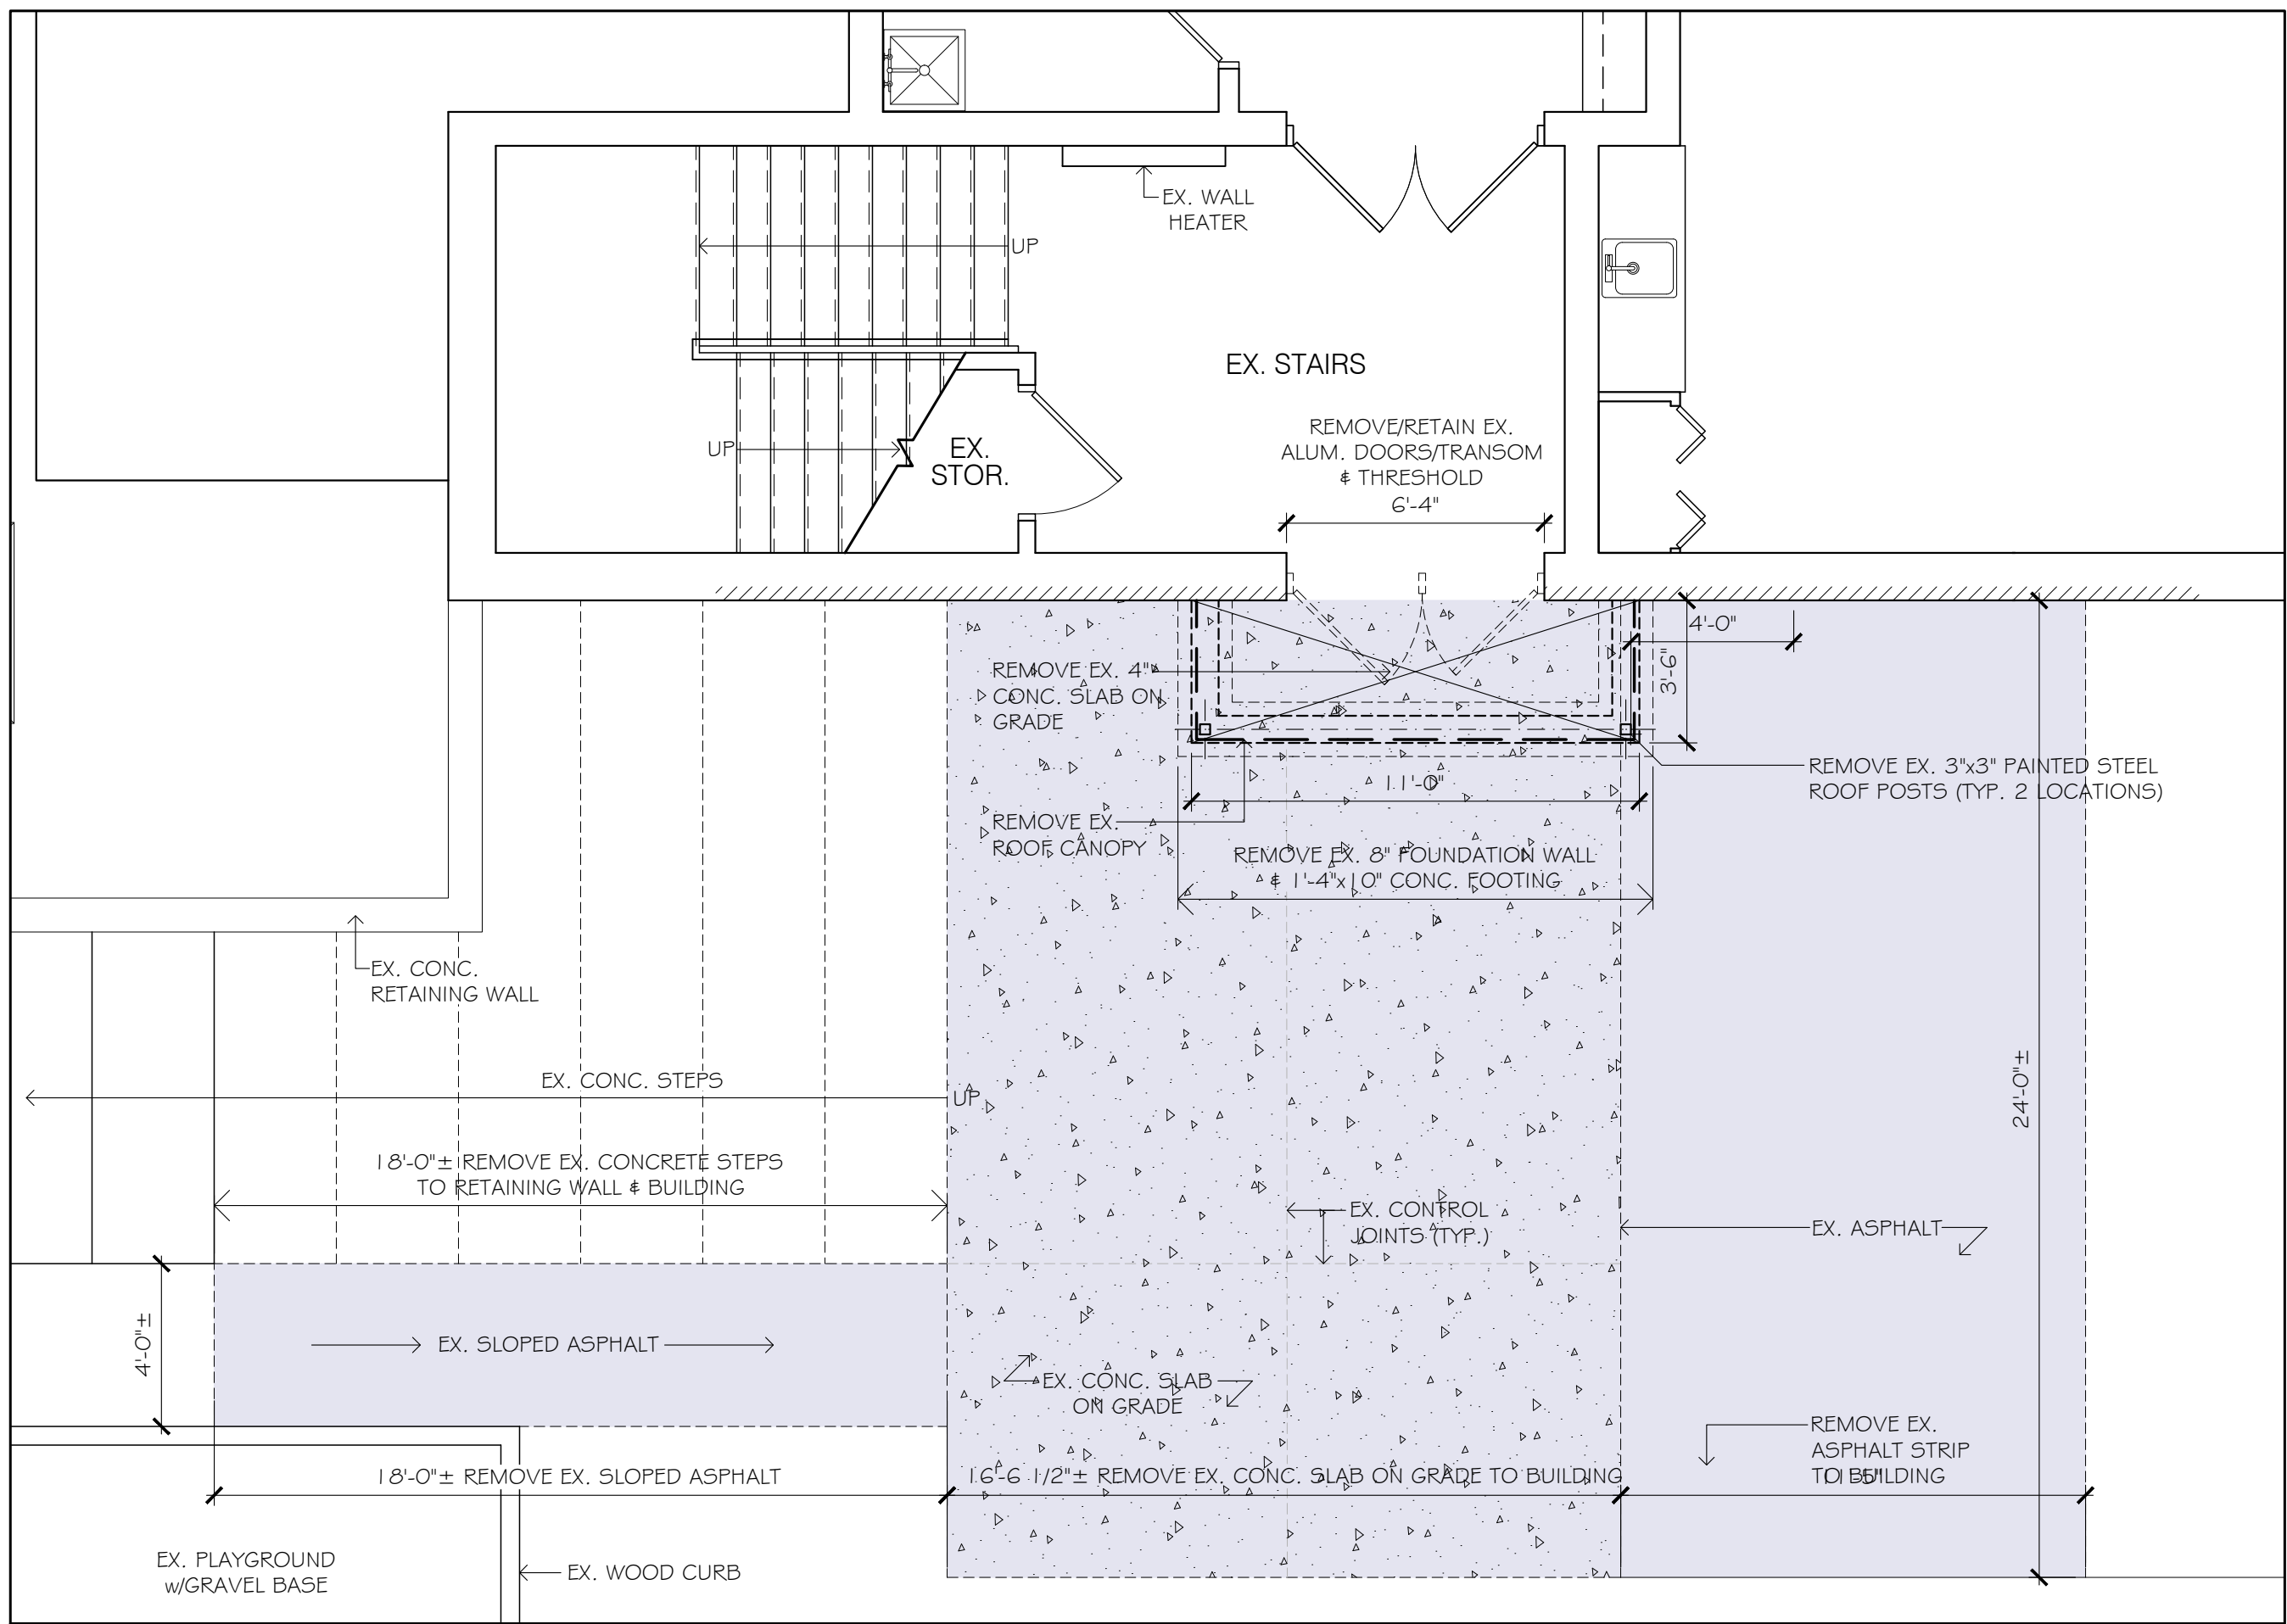 EX. WALL
HEATER
UP
EX. STAIRS
UP
EX.
STOR.
REMOVE/RETAIN EX.
ALUM. DOORS/TRANSOM
& THRESHOLD
6'-4"
4'-0"
3'-6"
REMOVE EX. 4"
CONC. SLAB ON
GRADE
REMOVE EX. 3"x3" PAINTED STEEL
ROOF POSTS (TYP. 2 LOCATIONS)
11'-0"
REMOVE EX.
ROOF CANOPY
REMOVE EX. 8" FOUNDATION WALL
& 1'-4"x10" CONC. FOOTING
EX. CONC.
RETAINING WALL
EX. CONC. STEPS
UP
24'-0"±
18'-0"± REMOVE EX. CONCRETE STEPS
TO RETAINING WALL & BUILDING
EX. CONTROL
JOINTS (TYP.)
EX. ASPHALT
4'-0"±
EX. SLOPED ASPHALT
EX. CONC. SLAB
ON GRADE
REMOVE EX.
ASPHALT STRIP
TO BUILDING
18'-0"± REMOVE EX. SLOPED ASPHALT
16'-6 1/2"± REMOVE EX. CONC. SLAB ON GRADE TO BUILDING
EX. PLAYGROUND
w/GRAVEL BASE
EX. WOOD CURB